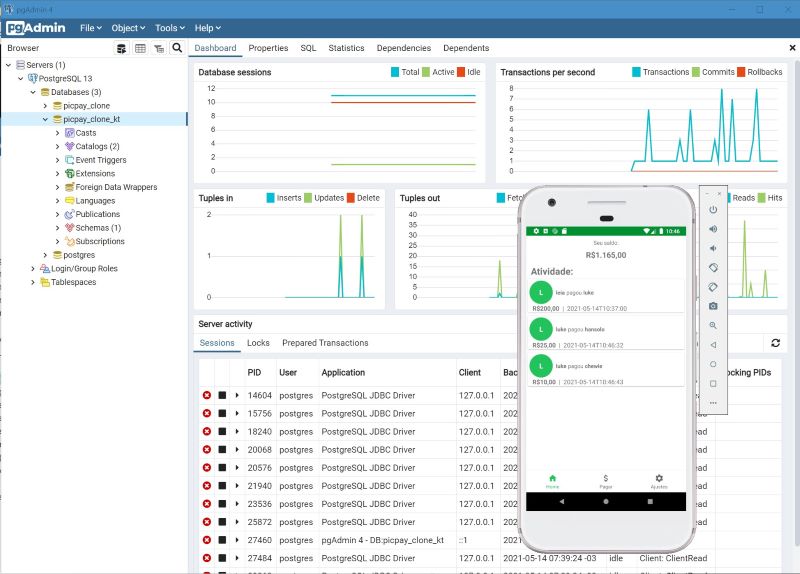 pgAdmin 4
pgAdmin File Object Tools Help
Browser
Dashboard Properties SQL Statistics Dependencies Dependents
Servers (1)
PostgreSQL 13
Databases (3)
picpay_clone
picpay_clone_kt
Casts
Catalogs (2)
Event Triggers
Extensions
Foreign Data Wrappers
Languages
Publications
Schemas (1)
Subscriptions
postgres
Login/Group Roles
Tablespaces
Database sessions Total Active Idle
12
10
8
6
4
2
0
Transactions per second Transactions Commits Rollbacks
8
7
6
5
4
3
2
1
0
Tuples in Inserts Updates Delete
2
1
0
Tuples out Fetc
40
35
30
25
20
15
10
5
0
Reads Hits
Server activity
Sessions Locks Prepared Transactions
PID User Application Client Bac ocking PIDs
14604 postgres PostgreSQL JDBC Driver 127.0.0.1 202
15756 postgres PostgreSQL JDBC Driver 127.0.0.1 202
18240 postgres PostgreSQL JDBC Driver 127.0.0.1 202
20068 postgres PostgreSQL JDBC Driver 127.0.0.1 202
20576 postgres PostgreSQL JDBC Driver 127.0.0.1 202
21940 postgres PostgreSQL JDBC Driver 127.0.0.1 202
23536 postgres PostgreSQL JDBC Driver 127.0.0.1 202
25872 postgres PostgreSQL JDBC Driver 127.0.0.1 202
27460 postgres pgAdmin 4 - DB:picpay_clone_kt ::1 202
27484 postgres PostgreSQL JDBC Driver 127.0.0.1 2021-05-14 07:39:24 -03 idle Client: ClientRead
10:46
Seu saldo:
R$1.165,00
Atividade:
L
leia pagou luke
R$200,00 | 2021-05-14T10:37:00
L
luke pagou hansolo
R$25,00 | 2021-05-14T10:46:32
L
luke pagou chewie
R$10,00 | 2021-05-14T10:46:43
Home Pagar Ajustes